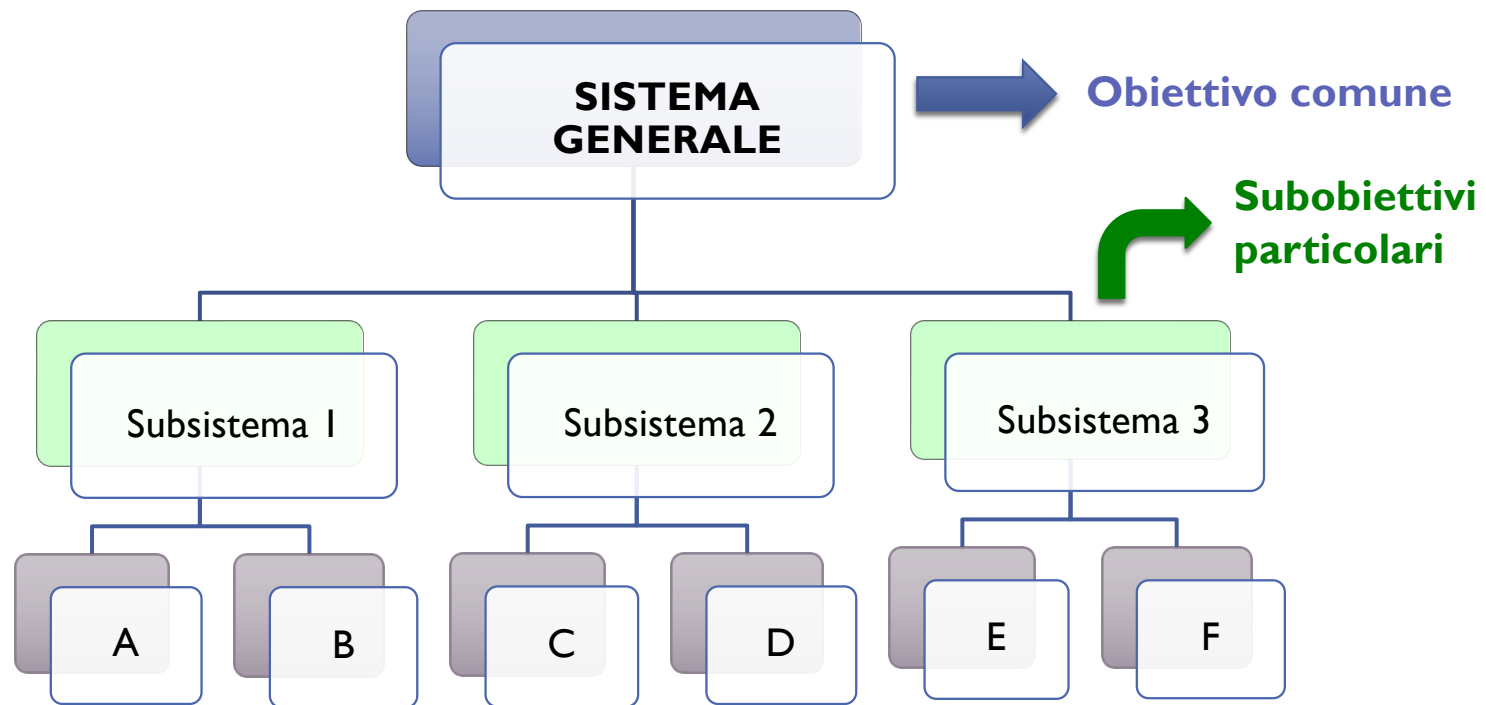 SISTEMA
GENERALE
Obiettivo comune
Subobiettivi
particolari
Subsistema 1
Subsistema 2
Subsistema 3
A
B
C
D
E
F